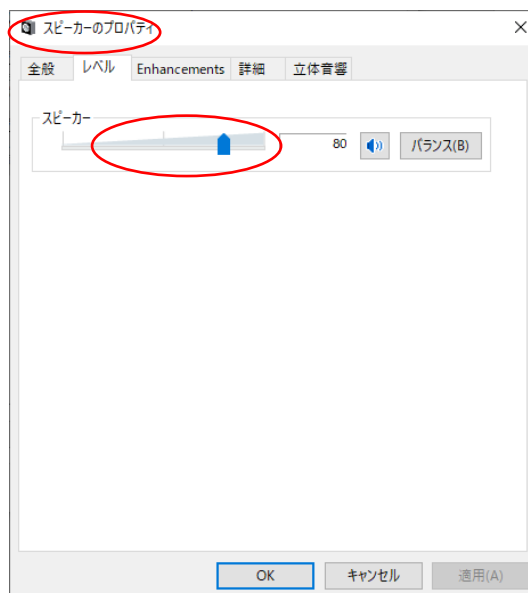 スピーカーのプロパティ
全般 レベル Enhancements 詳細 立体音響
スピーカー
80 バランス(B)
OK キャンセル 適用(A)